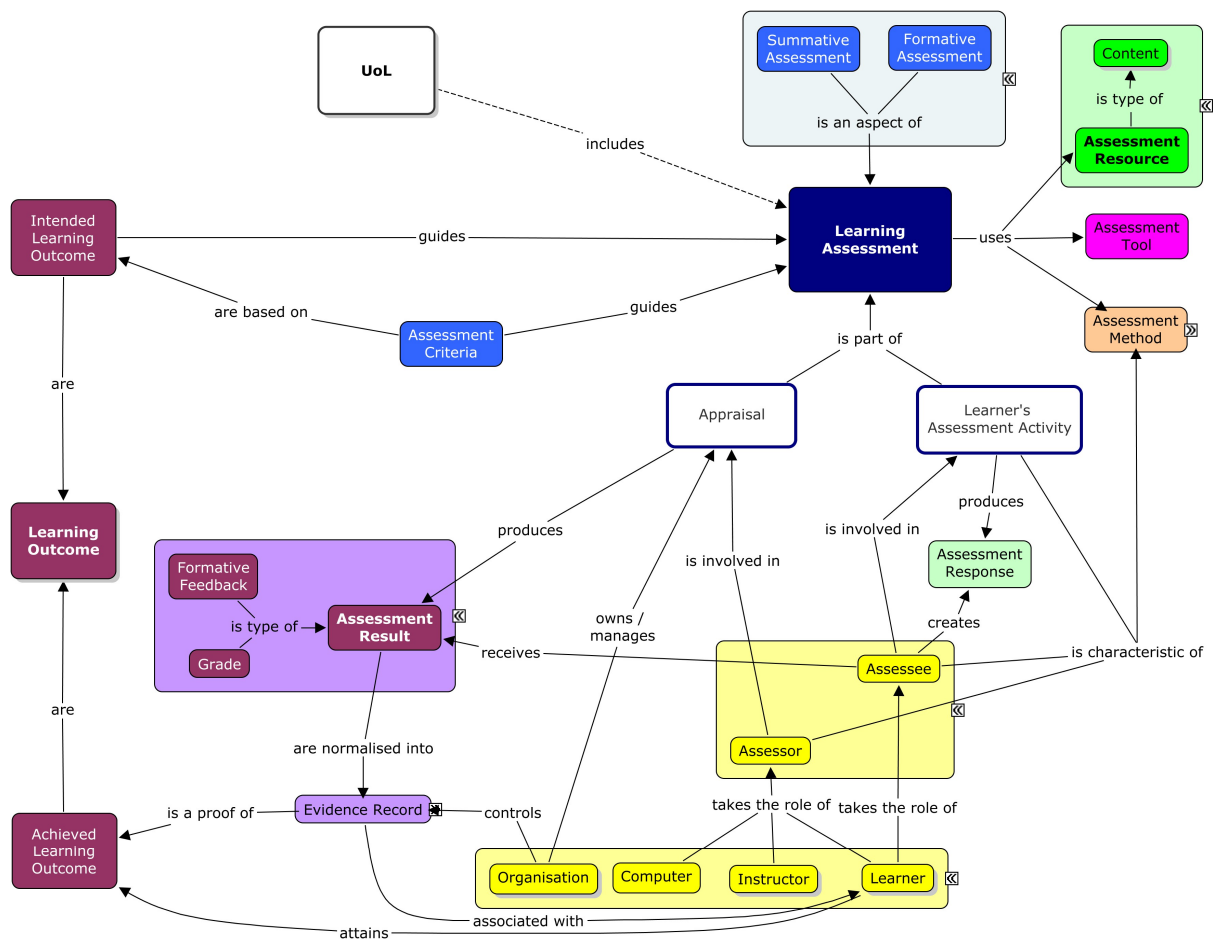 UoL
Summative
Assessment
Formative
Assessment
is an aspect of
Content
is type of
Assessment
Resource
includes
Intended
Learning
Outcome
guides
Learning
Assessment
uses
Assessment
Tool
are based on
Assessment
Criteria
guides
Assessment
Method
is part of
are
Appraisal
Learner's
Assessment Activity
produces
produces
is involved in
is involved in
Learning
Outcome
Assessment
Response
Formative
Feedback
is type of
Assessment
Result
Grade
owns /
manages
creates
receives
Assessee
is characteristic of
are
are normalised into
Assessor
takes the role of
takes the role of
is a proof of
Evidence Record
controls
Achieved
Learning
Outcome
Organisation
Computer
Instructor
Learner
associated with
attains